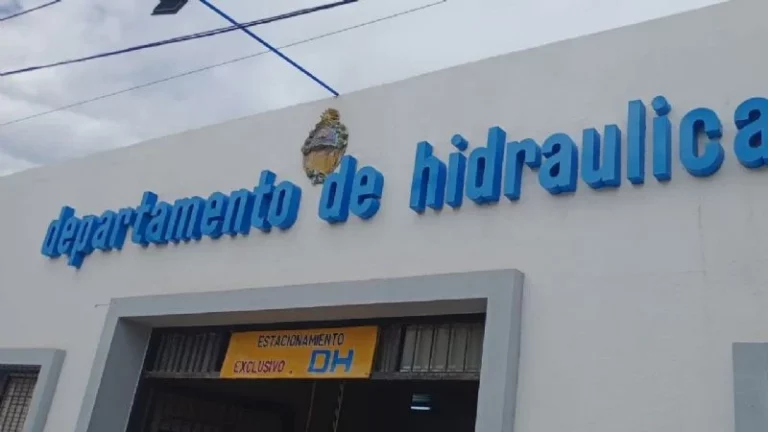 departamento de hidraulica
ESTACIONAMIENTO
EXCLUSIVO. DH